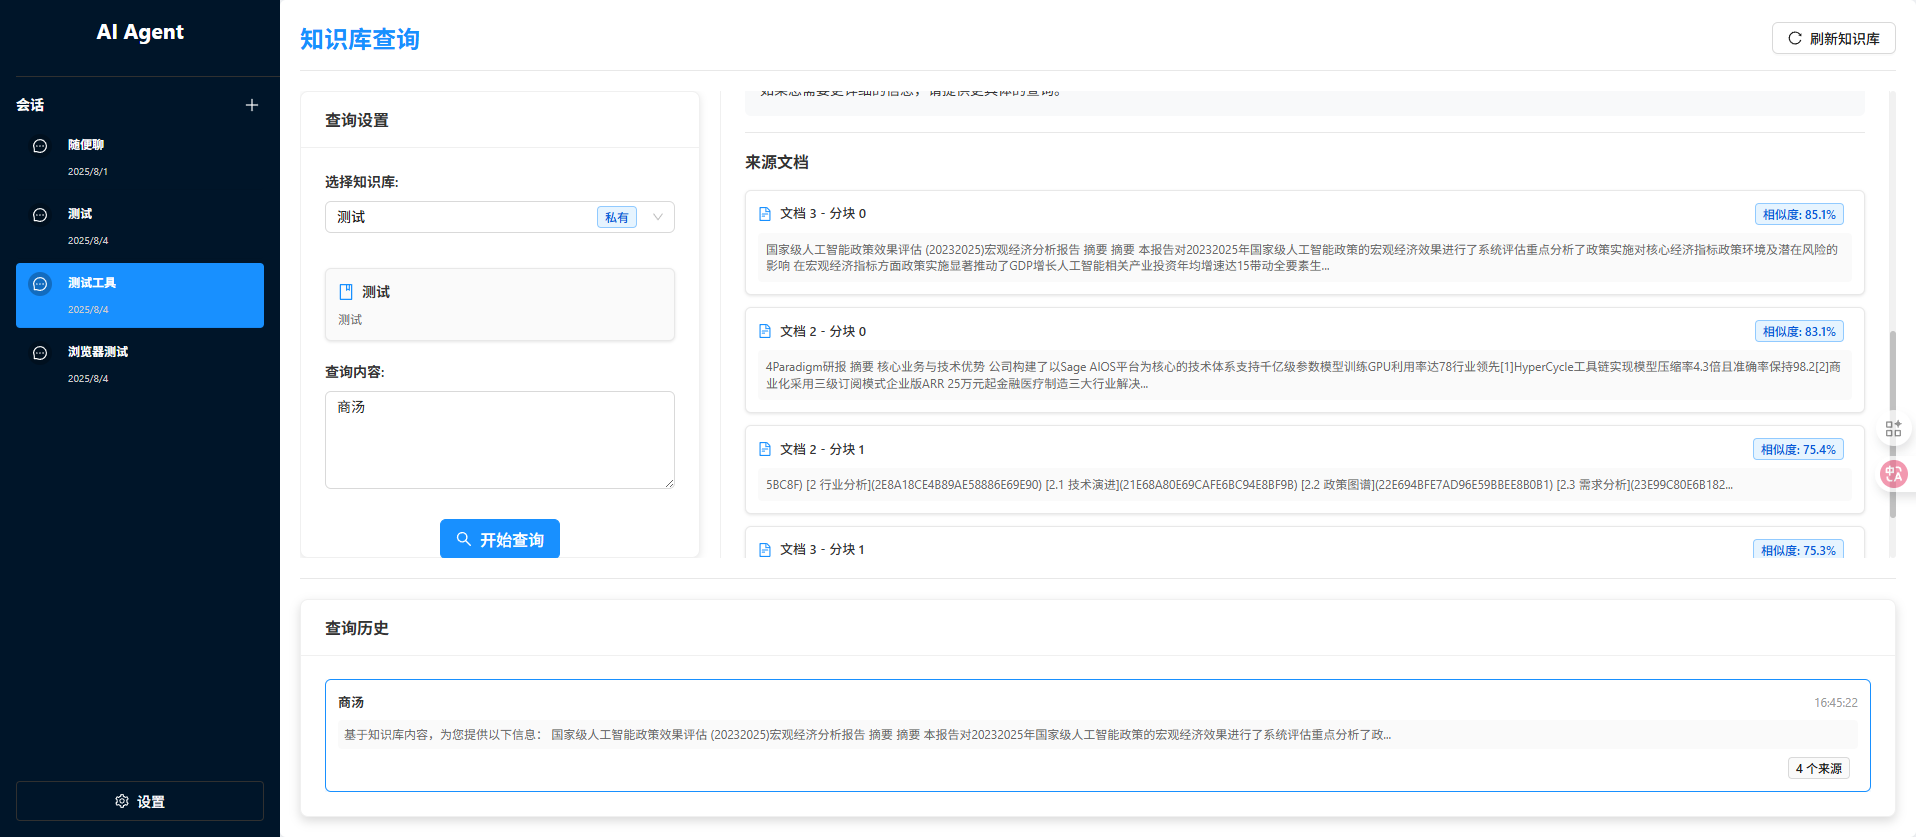 AI Agent
会话
随便聊
2025/8/1
测试
2025/8/4
测试工具
2025/8/4
浏览器测试
2025/8/4
设置
知识库查询
刷新知识库
查询设置
选择知识库:
测试
私有
测试
测试
查询内容:
商汤
开始查询
如果您需要更详细的信息，请提供更具体的查询。
来源文档
文档 3 - 分块 0
相似度: 85.1%
国家级人工智能政策效果评估 (20232025)宏观经济分析报告 摘要 摘要 本报告对20232025年国家级人工智能政策的宏观经济效果进行了系统评估重点分析了政策实施对核心经济指标政策环境及潜在风险的
影响 在宏观经济指标方面政策实施显著推动了GDP增长人工智能相关产业投资年均增速达15带动全要素生...
文档 2 - 分块 0
相似度: 83.1%
4Paradigm研报 摘要 核心业务与技术优势 公司构建了以Sage AIOS平台为核心的技术体系支持千亿级参数模型训练GPU利用率达78行业领先[1]HyperCycle工具链实现模型压缩率4.3倍且准确率保持98.2[2]商
业化采用三级订阅模式企业版ARR 25万元起金融医疗制造三大行业解决...
文档 2 - 分块 1
相似度: 75.4%
5BC8F) [2 行业分析](2E8A18CE4B89AE58886E69E90) [2.1 技术演进](21E68A80E69CAFE6BC94E8BF9B) [2.2 政策图谱](22E694BFE7AD96E59BBEE8B0B1) [2.3 需求分析](23E99C80E6B182...
文档 3 - 分块 1
相似度: 75.3%
查询历史
商汤
16:45:22
基于知识库内容，为您提供以下信息： 国家级人工智能政策效果评估 (20232025)宏观经济分析报告 摘要 摘要 本报告对20232025年国家级人工智能政策的宏观经济效果进行了系统评估重点分析了政...
4 个来源